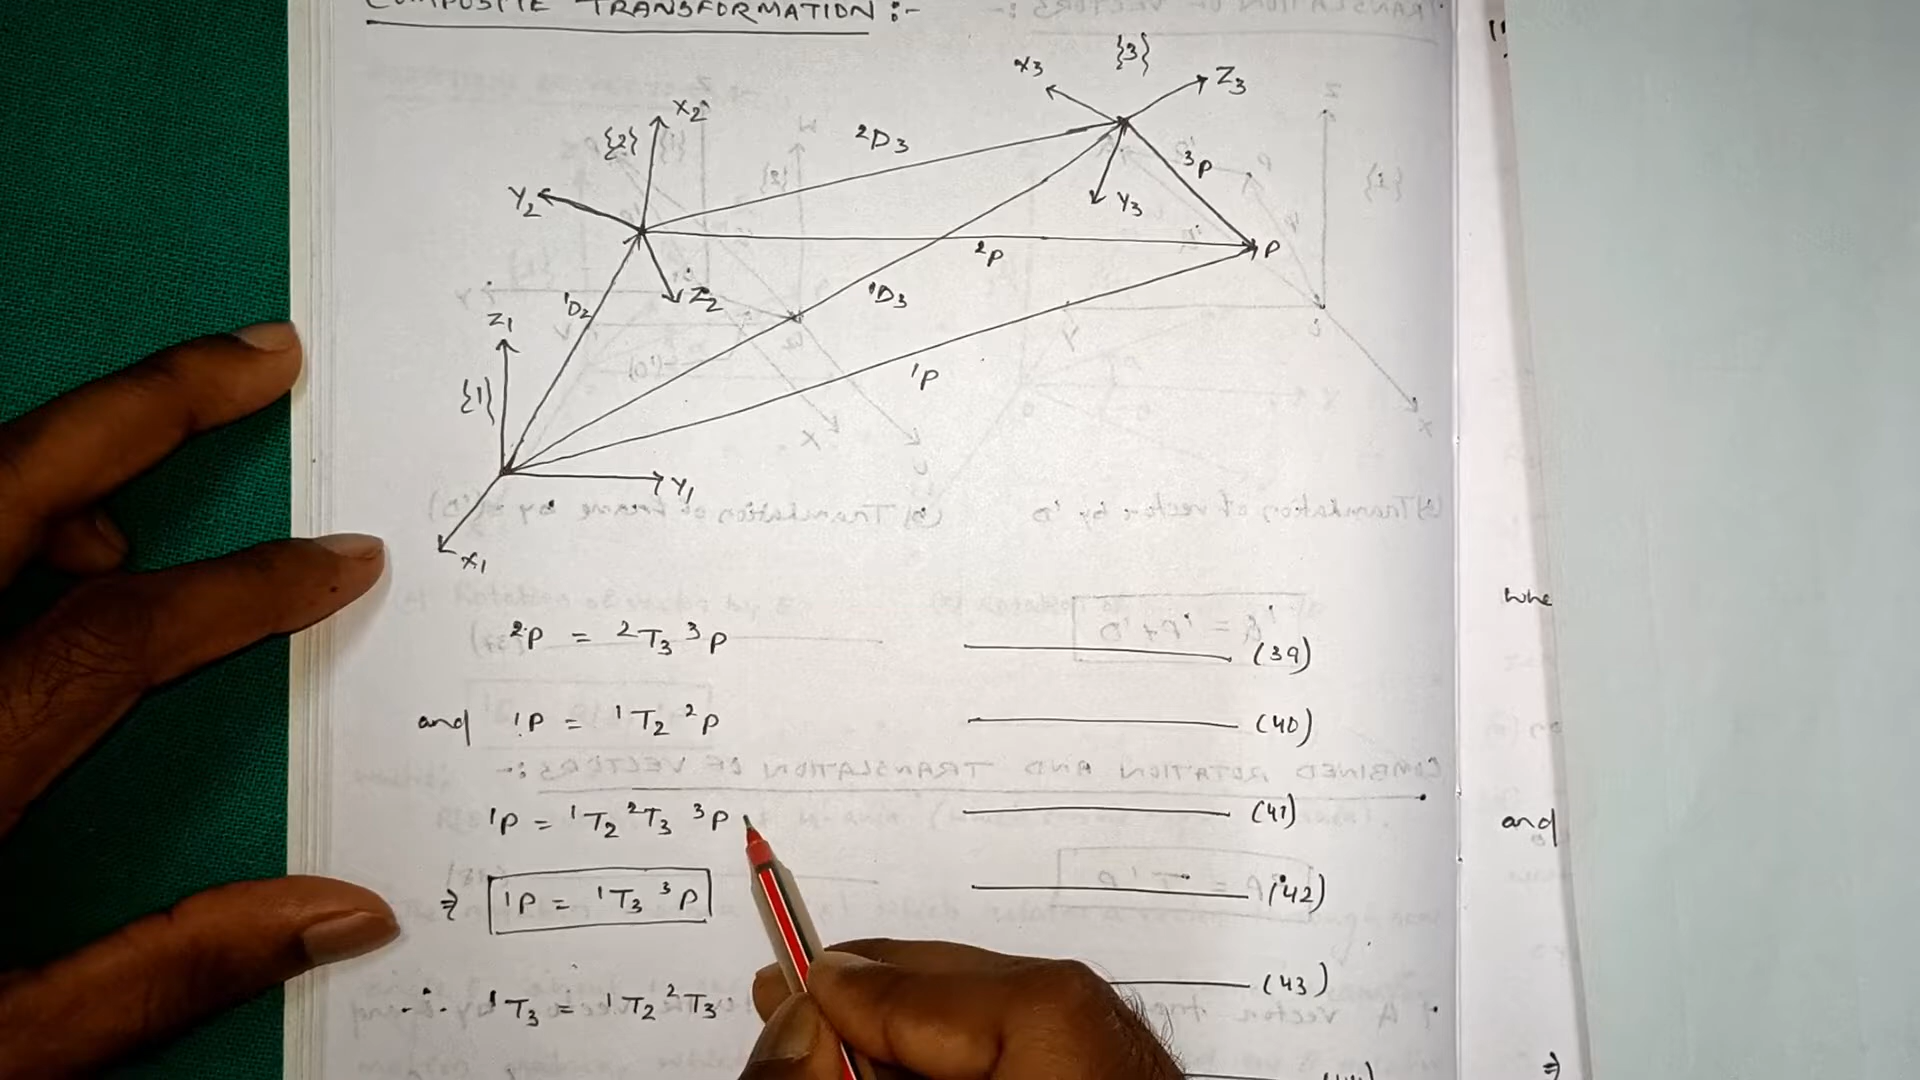 COMPOSITE TRANSFORMATION :-
{3}
X3
Z3
X2
{2}
²D3
³P
Y2
Y3
²P
P
¹D2
Z2
¹D3
Z1
¹P
{1}
Y1
X1
²P = ²T3 ³P (39)
whe
and ¹P = ¹T2 ²P (40)
¹P = ¹T2 ²T3 ³P (41)
and
⇒ ¹P = ¹T3 ³P (42)
∴ ¹T3 = ¹T2 ²T3 (43)
⇒